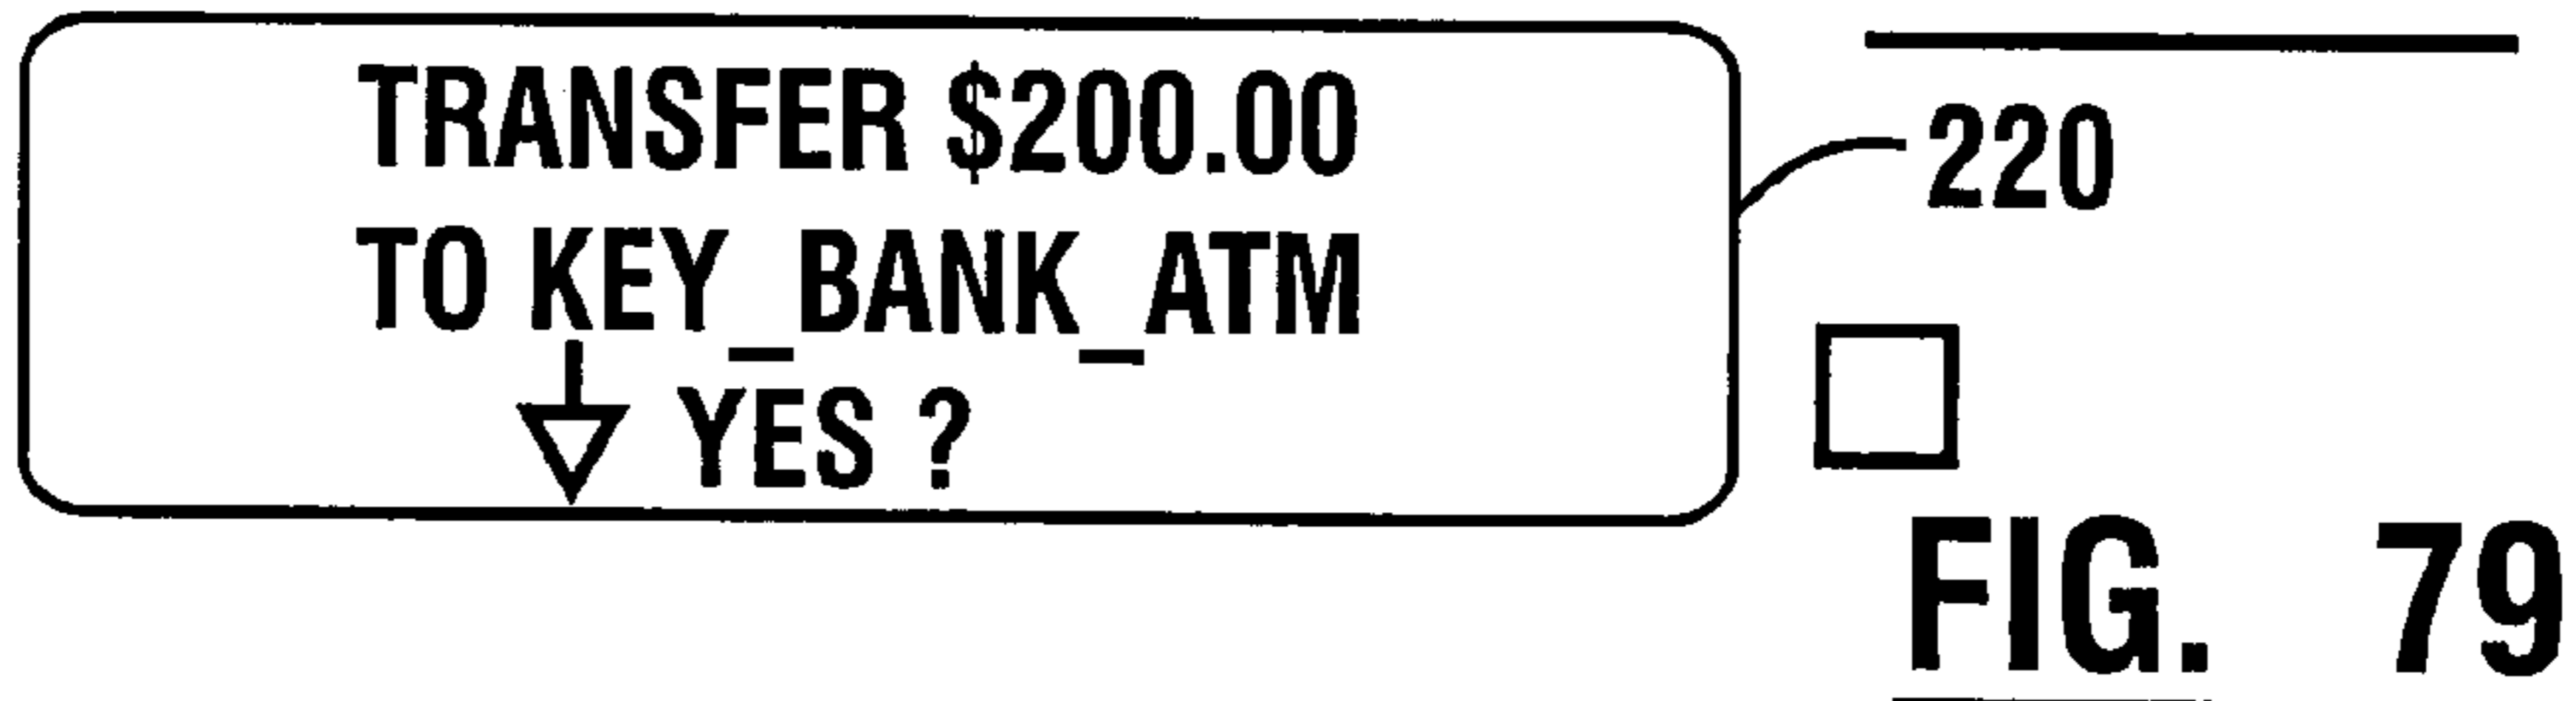 TRANSFER $200.00
TO KEY_BANK_ATM
YES ?
220
FIG. 79